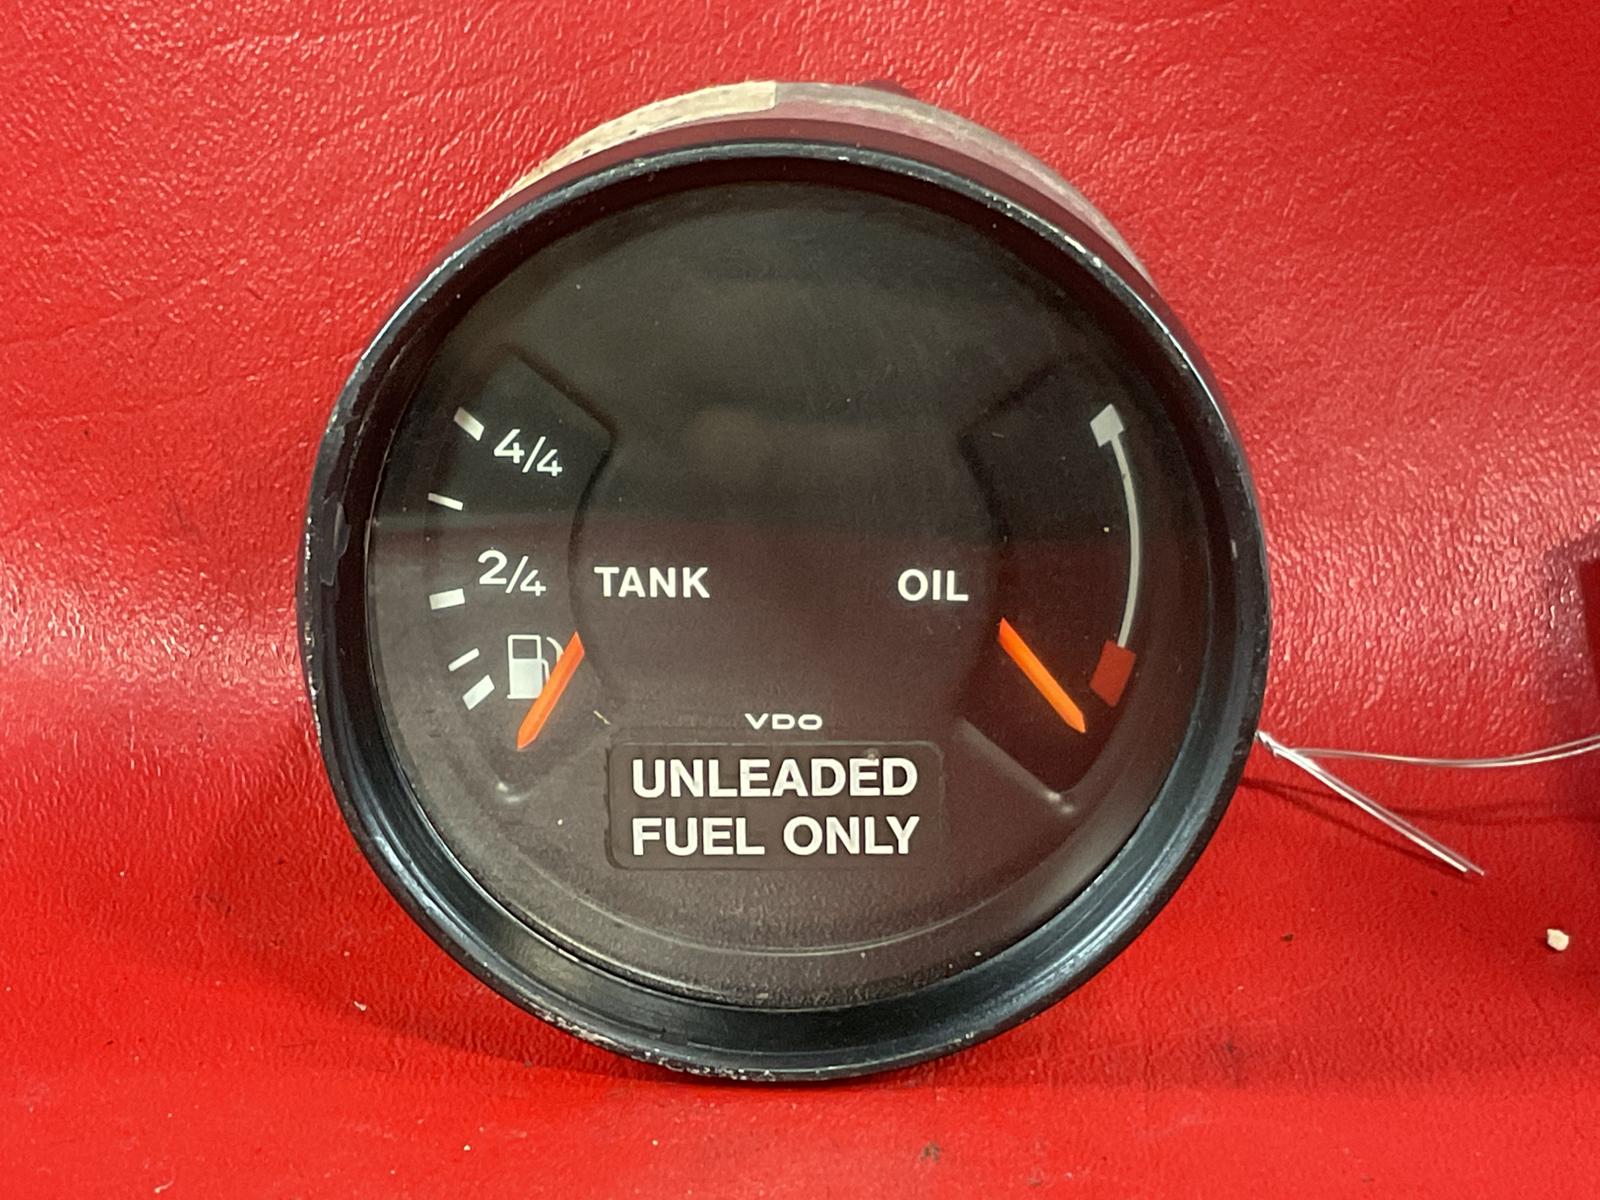 4/4
2/4
TANK
OIL
VDO
UNLEADED
FUEL ONLY